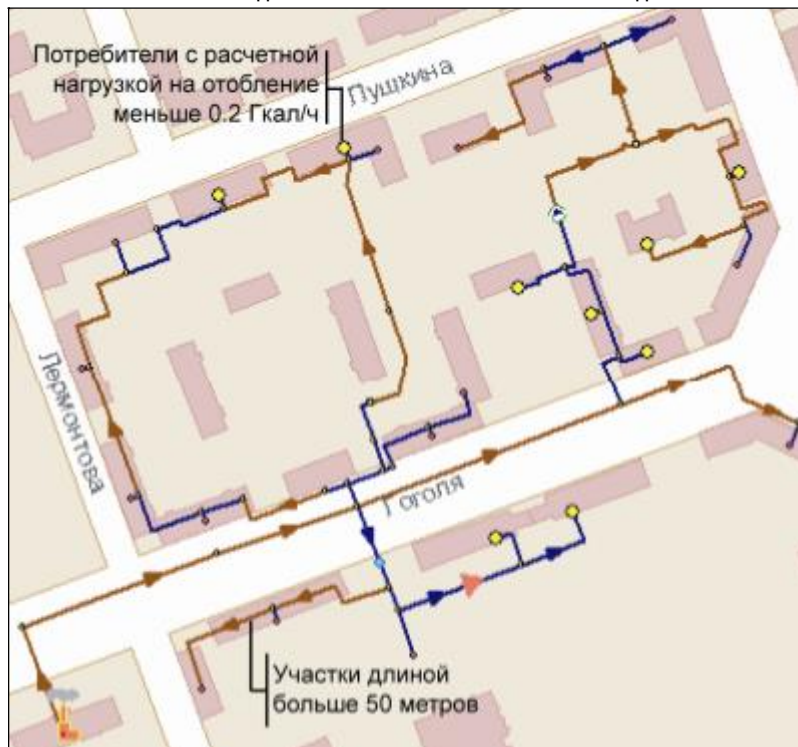 Потребители с расчетной
нагрузкой на отобление
меньше 0.2 Гкал/ч
Пушкина
Лермонтова
Гоголя
Участки длиной
больше 50 метров